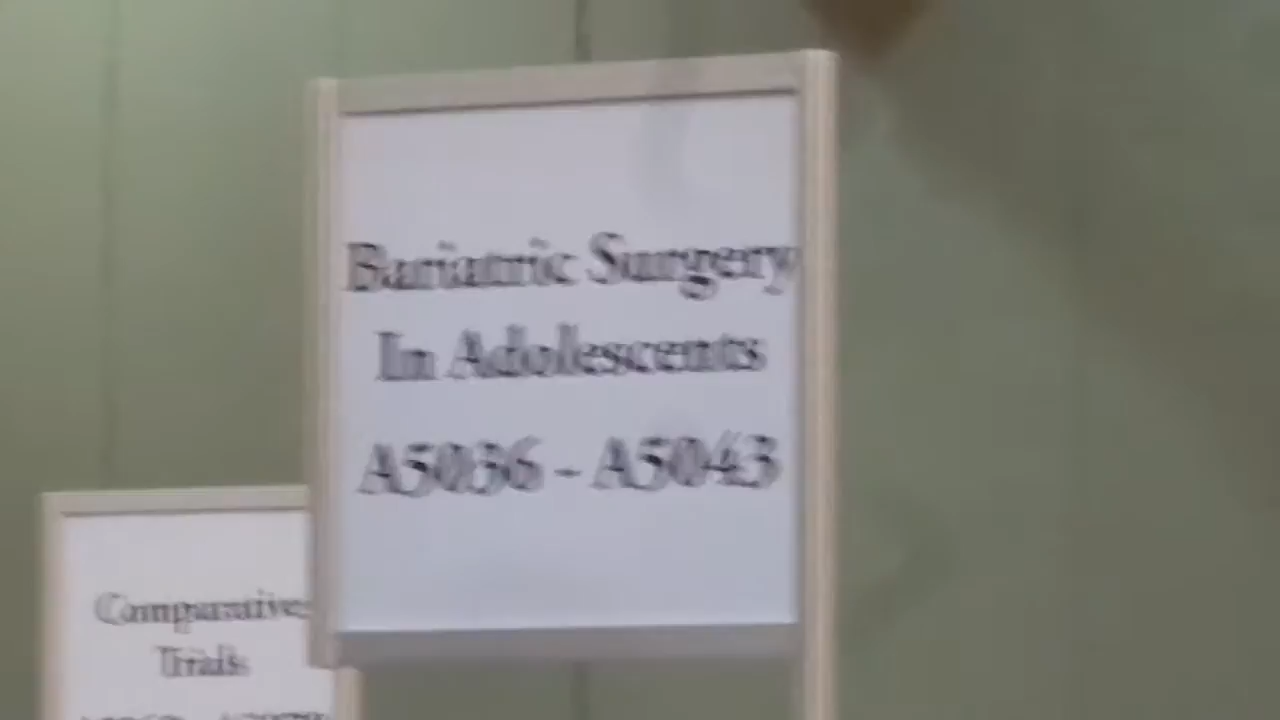 Bariatric Surgery
In Adolescents
A5036 - A5043
Comparative
Trials